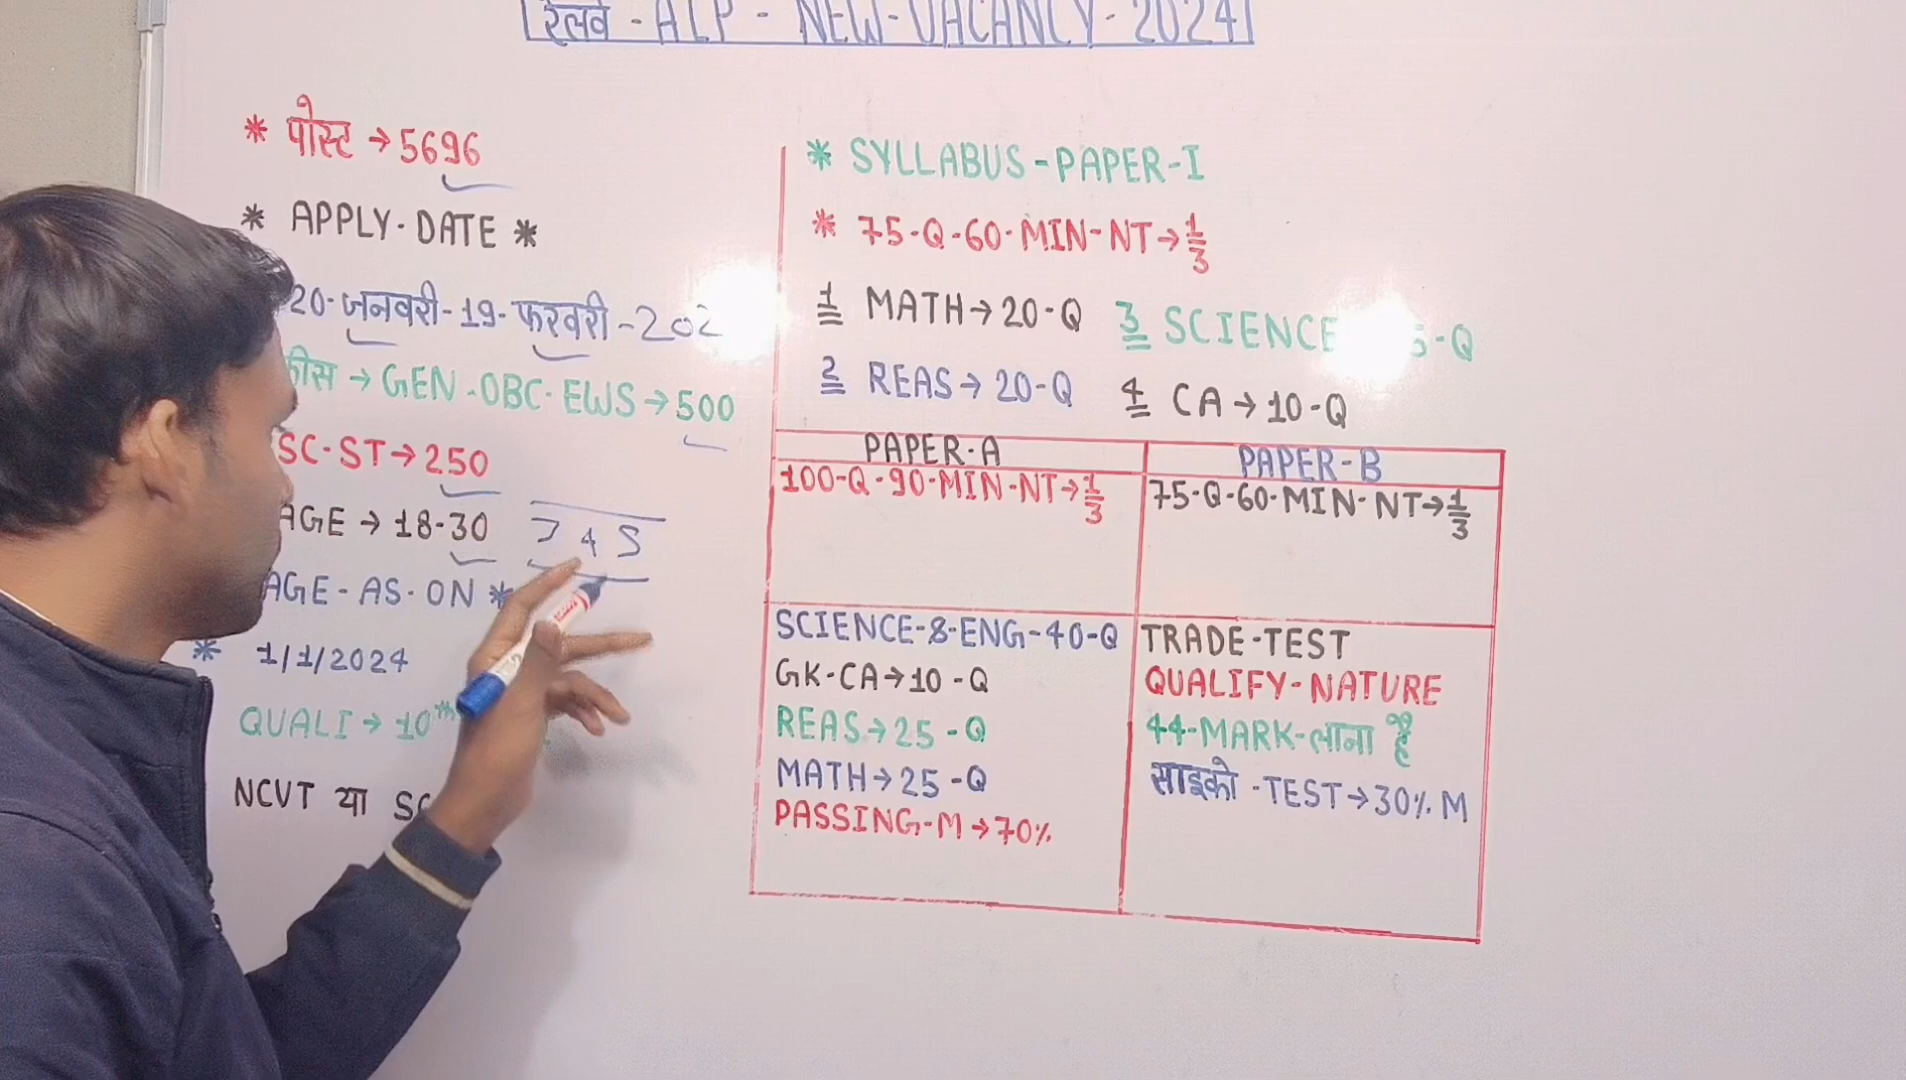 रेलवे - ALP - NEW - VACANCY - 2024
* पोस्ट → 5696
* APPLY - DATE *
20 - जनवरी - 19 - फरवरी - 202
फीस → GEN - OBC - EWS → 500
SC - ST → 250
AGE → 18 - 30
AGE - AS - ON *
* 1/1/2024
QUALI → 10th
NCVT या
* SYLLABUS - PAPER - I
* 75 - Q - 60 - MIN - NT → 1/3
1 MATH → 20 - Q
2 REAS → 20 - Q
3 SCIENCE 5 - Q
4 CA → 10 - Q
PAPER - A
100 - Q - 90 - MIN - NT → 1/3
SCIENCE - & - ENG - 40 - Q
GK - CA → 10 - Q
REAS → 25 - Q
MATH → 25 - Q
PASSING - M → 70%
PAPER - B
75 - Q - 60 - MIN - NT → 1/3
TRADE - TEST
QUALIFY - NATURE
44 - MARK - लाना है
साइको - TEST → 30% M